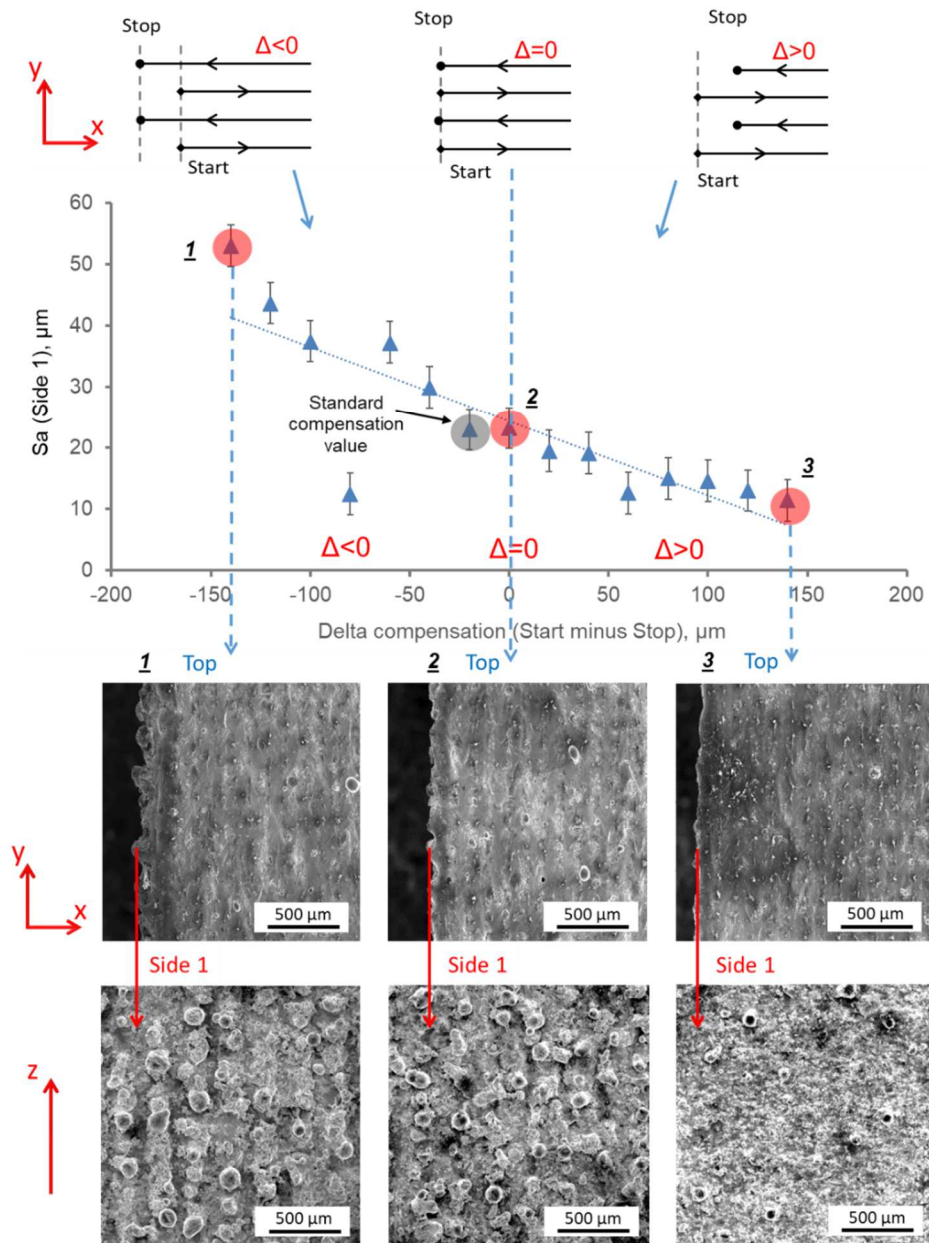 Stop
Stop
Stop
Δ<0
Δ=0
Δ>0
y
x
Start
Start
Start
60
50
40
30
20
10
0
Sa (Side 1), µm
1
2
3
Standard
compensation
value
Δ<0
Δ=0
Δ>0
-200
-150
-100
-50
0
50
100
150
200
Delta compensation (Start minus Stop), µm
1 Top
2 Top
3 Top
y
x
500 µm
500 µm
500 µm
Side 1
Side 1
Side 1
z
500 µm
500 µm
500 µm